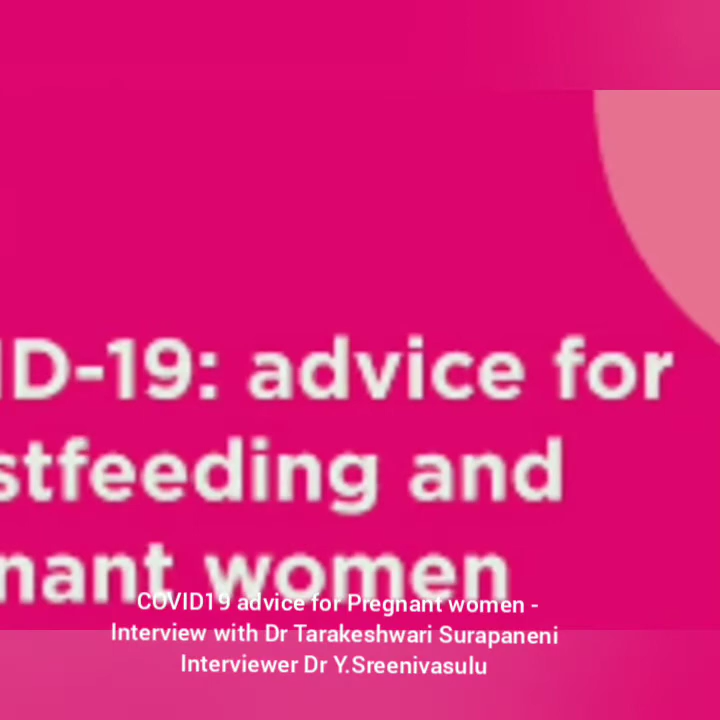 ID-19: advice for
stfeeding and
nant women
COVID19 advice for Pregnant women -
Interview with Dr Tarakeshwari Surapaneni
Interviewer Dr Y.Sreenivasulu